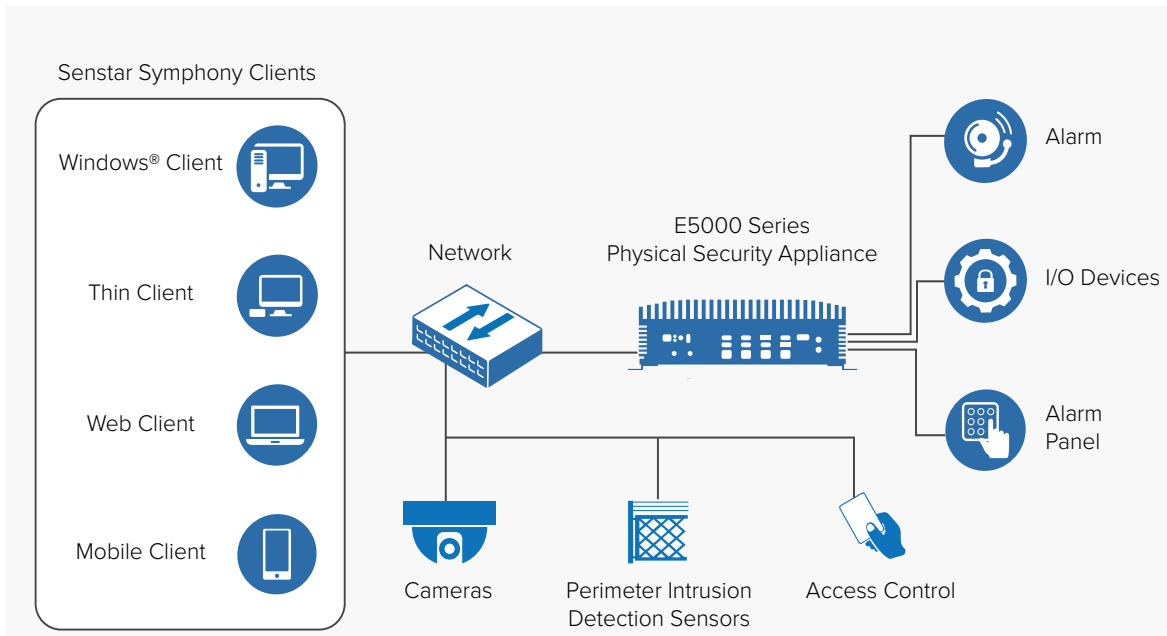 Senstar Symphony Clients
Windows® Client
Thin Client
Web Client
Mobile Client
Network
E5000 Series
Physical Security Appliance
Alarm
I/O Devices
Alarm
Panel
Cameras
Perimeter Intrusion
Detection Sensors
Access Control